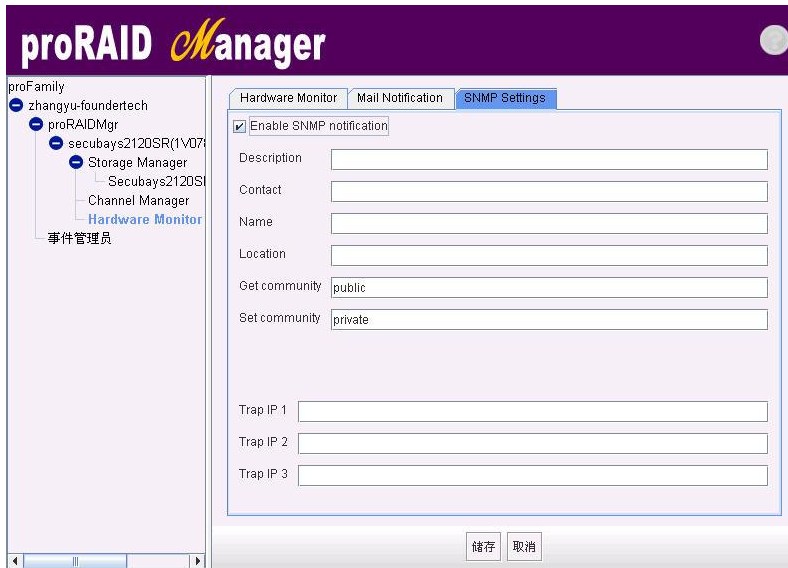 proRAID Manager
?
proFamily
zhangyu-foundertech
proRAIDMgr
secubays2120SR(1V07
Storage Manager
Secubays2120S
Channel Manager
Hardware Monitor
事件管理员
Hardware Monitor
Mail Notification
SNMP Settings
Enable SNMP notification
Description
Contact
Name
Location
Get community
public
Set community
private
Trap IP 1
Trap IP 2
Trap IP 3
储存
取消